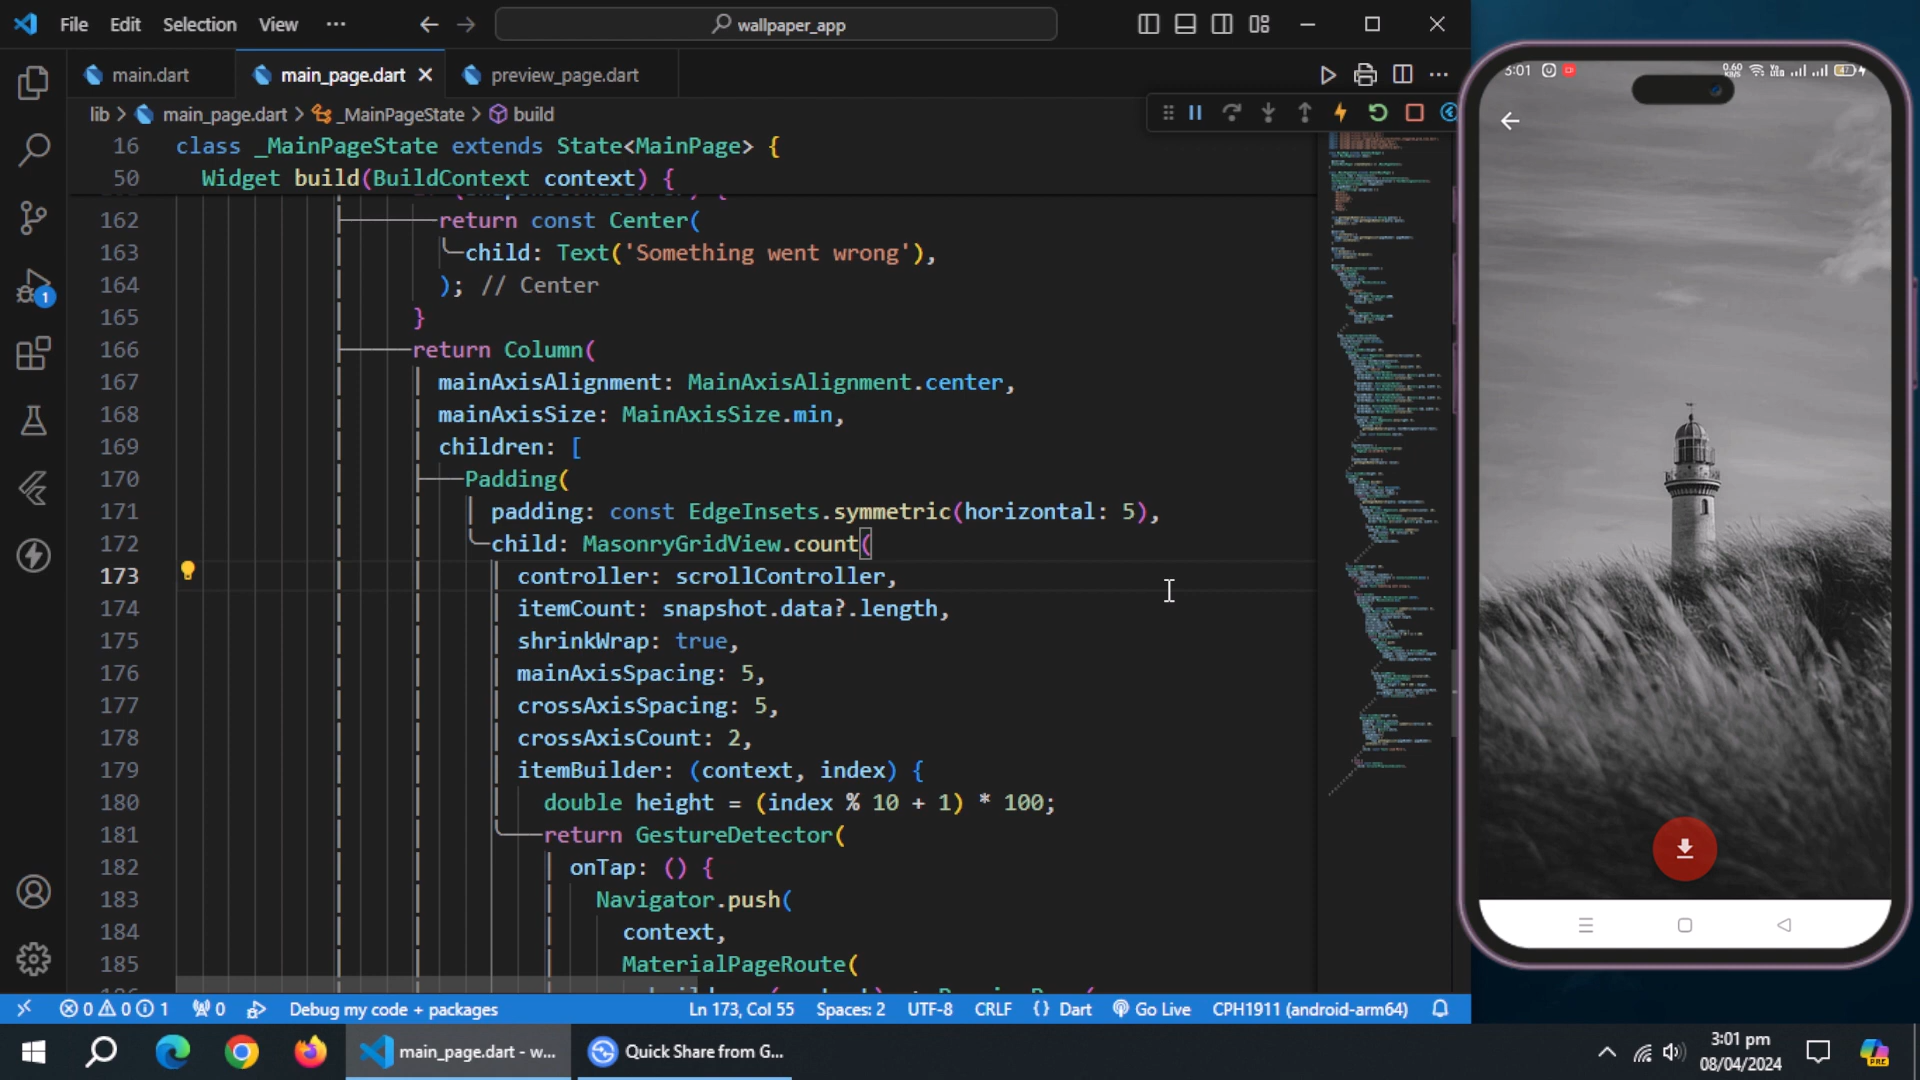 File Edit Selection View ··· wallpaper_app
main.dart main_page.dart preview_page.dart
lib > main_page.dart > _MainPageState > build
16 class _MainPageState extends State<MainPage> {
50 Widget build(BuildContext context) {
162 return const Center(
163 child: Text('Something went wrong'),
164 ); // Center
165 }
166 return Column(
167 mainAxisAlignment: MainAxisAlignment.center,
168 mainAxisSize: MainAxisSize.min,
169 children: [
170 Padding(
171 padding: const EdgeInsets.symmetric(horizontal: 5),
172 child: MasonryGridView.count(
173 controller: scrollController,
174 itemCount: snapshot.data?.length,
175 shrinkWrap: true,
176 mainAxisSpacing: 5,
177 crossAxisSpacing: 5,
178 crossAxisCount: 2,
179 itemBuilder: (context, index) {
180 double height = (index % 10 + 1) * 100;
181 return GestureDetector(
182 onTap: () {
183 Navigator.push(
184 context,
185 MaterialPageRoute(
1
0 0 1 0 Debug my code + packages Ln 173, Col 55 Spaces: 2 UTF-8 CRLF {} Dart Go Live CPH1911 (android-arm64)
main_page.dart - w... Quick Share from G... 3:01 pm
08/04/2024
3:01 0.60 K/S